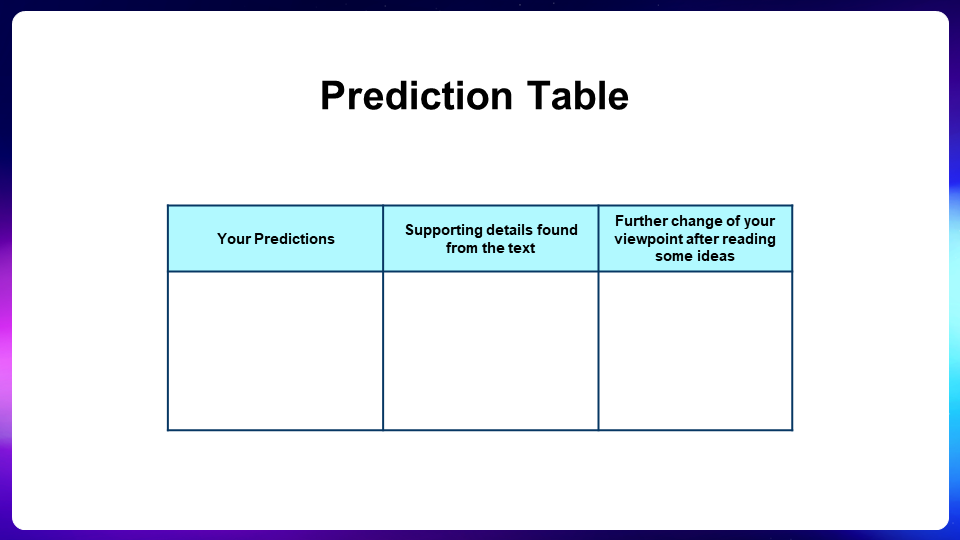 Prediction Table
Your Predictions
Supporting details found
from the text
Further change of your
viewpoint after reading
some ideas